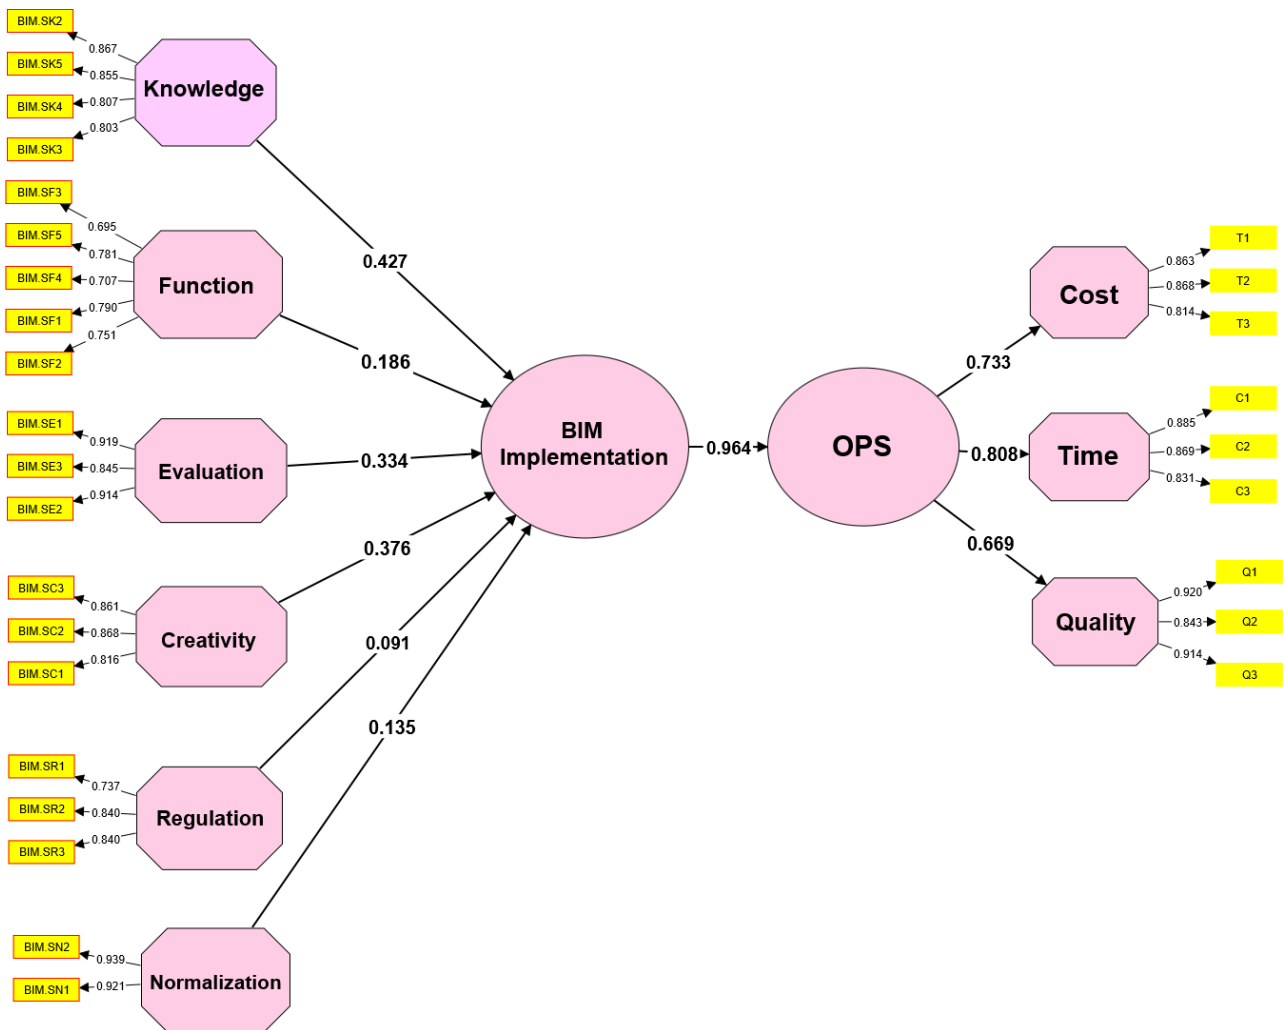 BIM.SK2
BIM.SK5
BIM.SK4
BIM.SK3
0.867
0.855
0.807
0.803
Knowledge
BIM.SF3
BIM.SF5
BIM.SF4
BIM.SF1
BIM.SF2
0.695
0.781
0.707
0.790
0.751
Function
BIM.SE1
BIM.SE3
BIM.SE2
0.919
0.845
0.914
Evaluation
BIM.SC3
BIM.SC2
BIM.SC1
0.861
0.868
0.816
Creativity
BIM.SR1
BIM.SR2
BIM.SR3
0.737
0.840
0.840
Regulation
BIM.SN2
BIM.SN1
0.939
0.921
Normalization
0.427
0.186
0.334
0.376
0.091
0.135
BIM
Implementation
0.964
OPS
0.733
0.808
0.669
Cost
0.863
0.868
0.814
T1
T2
T3
Time
0.885
0.869
0.831
C1
C2
C3
Quality
0.920
0.843
0.914
Q1
Q2
Q3